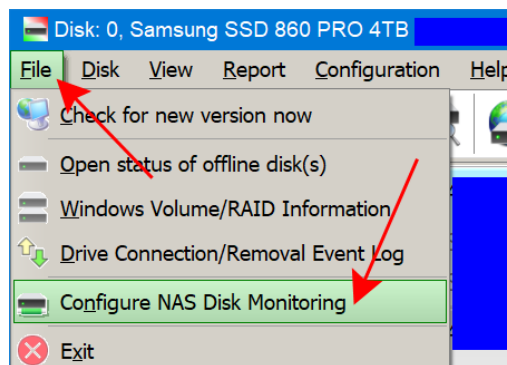 Disk: 0, Samsung SSD 860 PRO 4TB
File Disk View Report Configuration Help
Check for new version now
Open status of offline disk(s)
Windows Volume/RAID Information
Drive Connection/Removal Event Log
Configure NAS Disk Monitoring
Exit